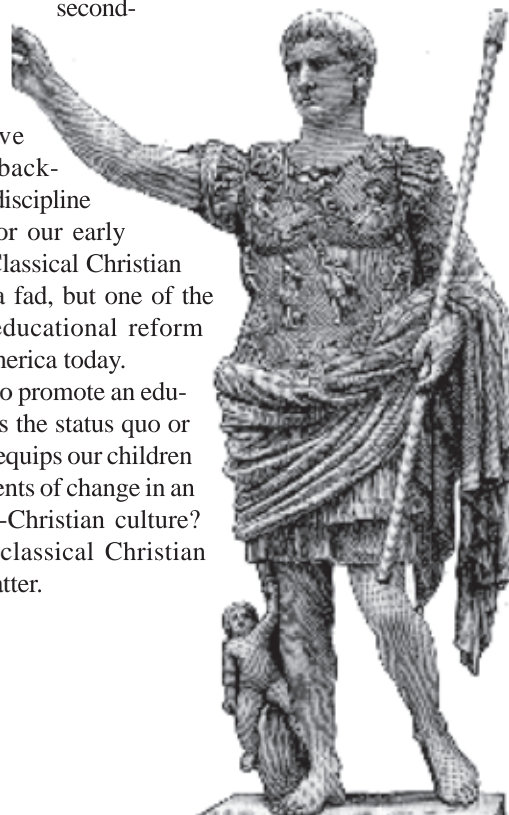 second-
ve
back-
discipline
or our early
Classical Christian
a fad, but one of the
educational reform
merica today.
o promote an edu-
s the status quo or
equips our children
ents of change in an
-Christian culture?
classical Christian
atter.